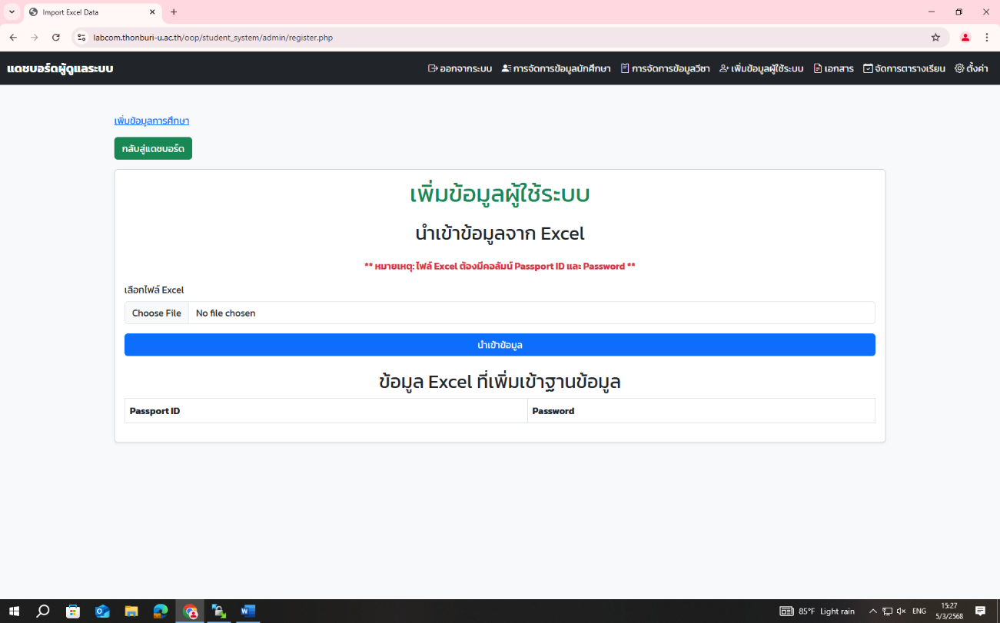 Import Excel Data
labcom.thonburi-u.ac.th/oop/student_system/admin/register.php
แดชบอร์ดผู้ดูแลระบบ ออกจากระบบ การจัดการข้อมูลนักศึกษา การจัดการข้อมูลวีชา เพิ่มข้อมูลผู้ใช้ระบบ เอกสาร จัดการตารางเรียน ตั้งค่า
เพิ่มข้อมูลการศึกษา
กลับสู่แดชบอร์ด
เพิ่มข้อมูลผู้ใช้ระบบ
นำเข้าข้อมูลจาก Excel
** หมายเหตุ: ไฟล์ Excel ต้องมีคอลัมน์ Passport ID และ Password **
เลือกไฟล์ Excel
Choose File No file chosen
นำเข้าข้อมูล
ข้อมูล Excel ที่เพิ่มเข้าฐานข้อมูล
Passport ID Password
85°F Light rain ENG 15:27
5/3/2568